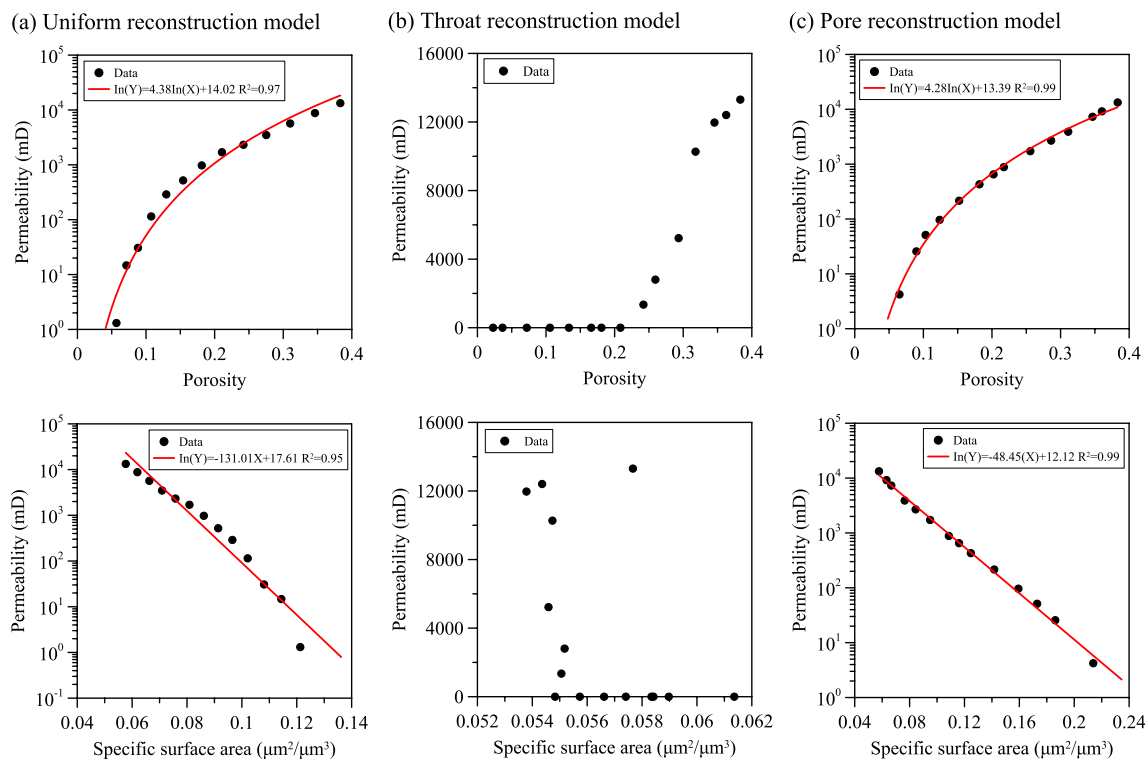 (a) Uniform reconstruction model
(b) Throat reconstruction model
(c) Pore reconstruction model
Permeability (mD)
10^5
10^4
10^3
10^2
10^1
10^0
Data
In(Y)=4.38In(X)+14.02 R²=0.97
0
0.1
0.2
0.3
0.4
Porosity
Permeability (mD)
16000
12000
8000
4000
0
Data
0
0.1
0.2
0.3
0.4
Porosity
Permeability (mD)
10^5
10^4
10^3
10^2
10^1
10^0
Data
In(Y)=4.28In(X)+13.39 R²=0.99
0
0.1
0.2
0.3
0.4
Porosity
Permeability (mD)
10^5
10^4
10^3
10^2
10^1
10^0
10^-1
Data
In(Y)=-131.01X+17.61 R²=0.95
0.04
0.06
0.08
0.1
0.12
0.14
Specific surface area (μm²/μm³)
Permeability (mD)
16000
12000
8000
4000
0
Data
0.052
0.054
0.056
0.058
0.06
0.062
Specific surface area (μm²/μm³)
Permeability (mD)
10^5
10^4
10^3
10^2
10^1
10^0
Data
In(Y)=-48.45(X)+12.12 R²=0.99
0.04
0.08
0.12
0.16
0.2
0.24
Specific surface area (μm²/μm³)